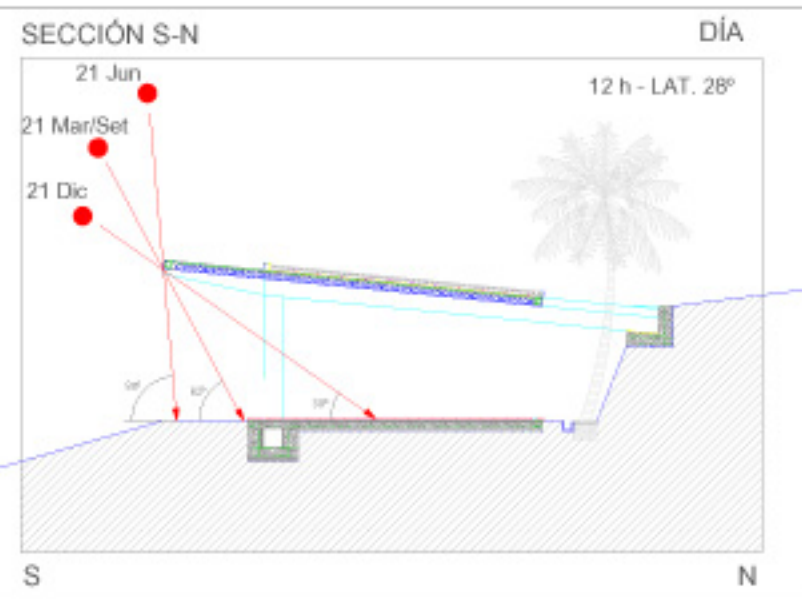 SECCIÓN S-N
DÍA
21 Jun
12 h - LAT. 28º
21 Mar/Set
21 Dic
S
N